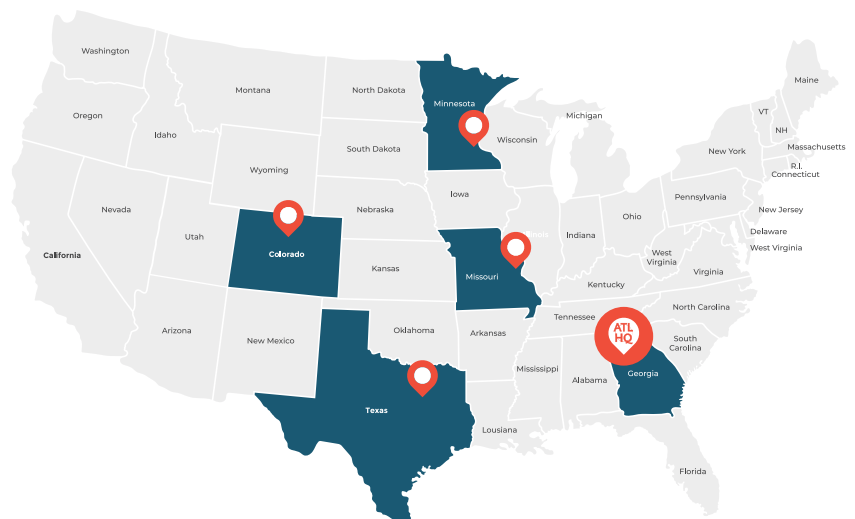 Washington
Montana
North Dakota
Minnesota
Maine
Oregon
Idaho
South Dakota
Wisconsin
Michigan
VT
NH
Massachusetts
New York
R.I.
Connecticut
Wyoming
Nebraska
Iowa
Pennsylvania
New Jersey
Nevada
Utah
Colorado
Kansas
Missouri
Illinois
Indiana
Ohio
Delaware
West Virginia
West
Virginia
Virginia
California
Kentucky
Arizona
New Mexico
Oklahoma
Arkansas
Tennessee
North Carolina
ATL
HQ
South
Carolina
Texas
Lousiana
Mississippi
Alabama
Georgia
Florida